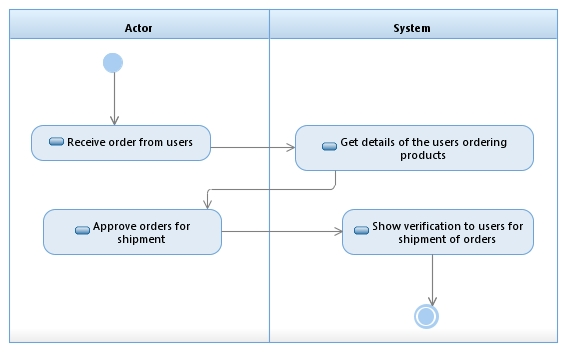 Actor
System
Receive order from users
Get details of the users ordering
products
Approve orders for
shipment
Show verification to users for
shipment of orders